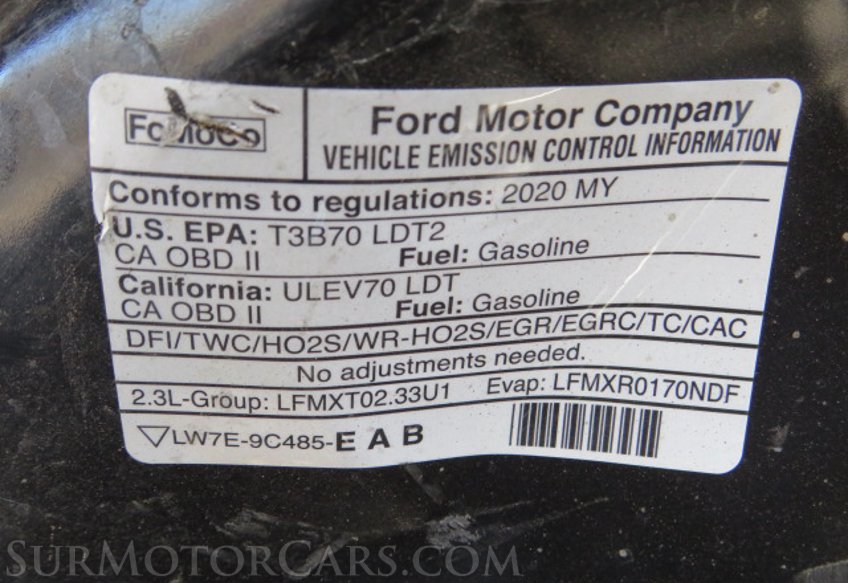 FoMoCo
Ford Motor Company
VEHICLE EMISSION CONTROL INFORMATION
Conforms to regulations: 2020 MY
U.S. EPA: T3B70 LDT2
CA OBD II Fuel: Gasoline
California: ULEV70 LDT
CA OBD II Fuel: Gasoline
DFI/TWC/HO2S/WR-HO2S/EGR/EGRC/TC/CAC
No adjustments needed.
2.3L-Group: LFMXT02.33U1 Evap: LFMXR0170NDF
LW7E-9C485-E A B
SurMotorCars.com